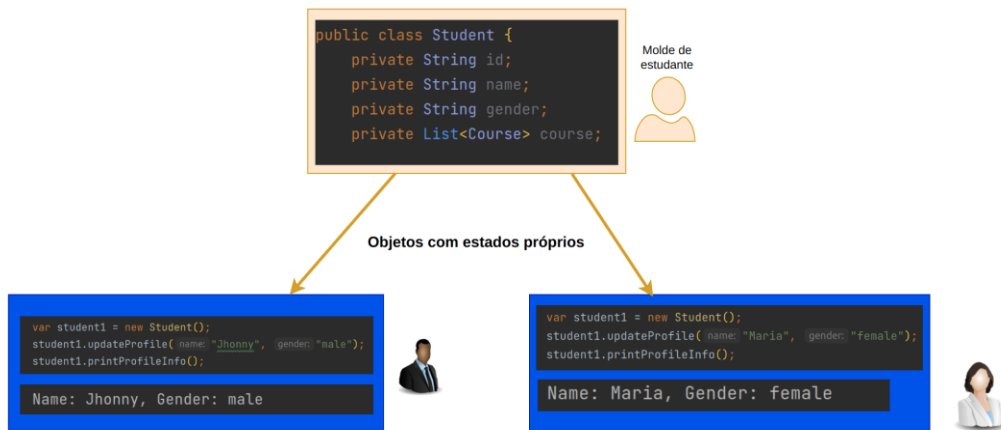 public class Student {
private String id;
private String name;
private String gender;
private List<Course> course;
Molde de
estudante
Objetos com estados próprios
var student1 = new Student();
student1.updateProfile( name: "Jhonny", gender: "male");
student1.printProfileInfo();
Name: Jhonny, Gender: male
var student1 = new Student();
student1.updateProfile( name: "Maria", gender: "female");
student1.printProfileInfo();
Name: Maria, Gender: female